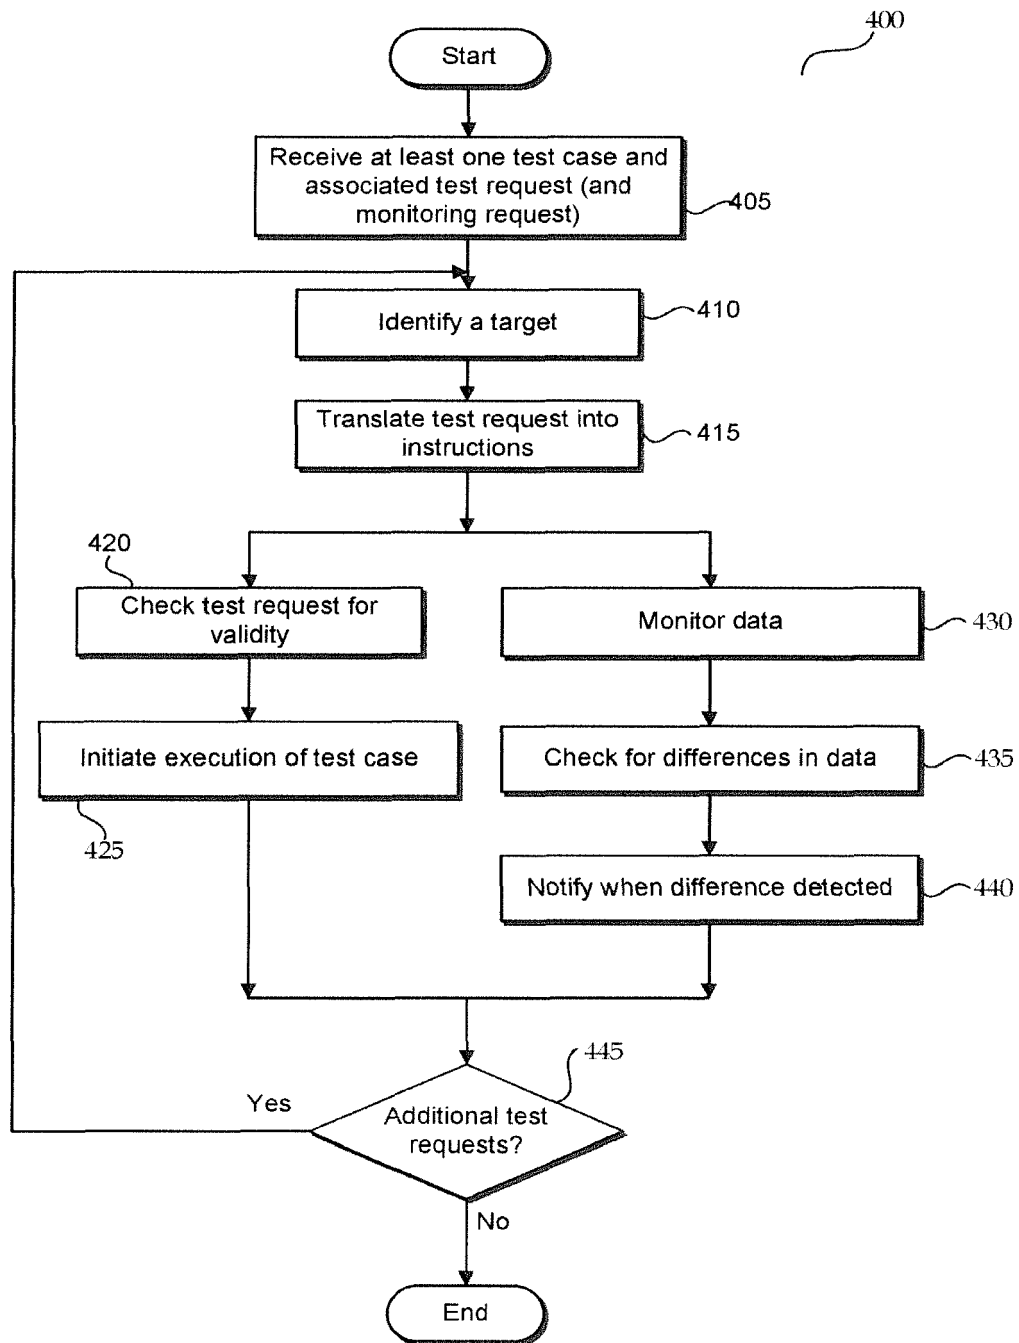 400
Start
Receive at least one test case and
associated test request (and
monitoring request)
405
Identify a target
410
Translate test request into
instructions
415
420
Check test request for
validity
Monitor data
430
Initiate execution of test case
425
Check for differences in data
435
Notify when difference detected
440
445
Additional test
requests?
Yes
No
End